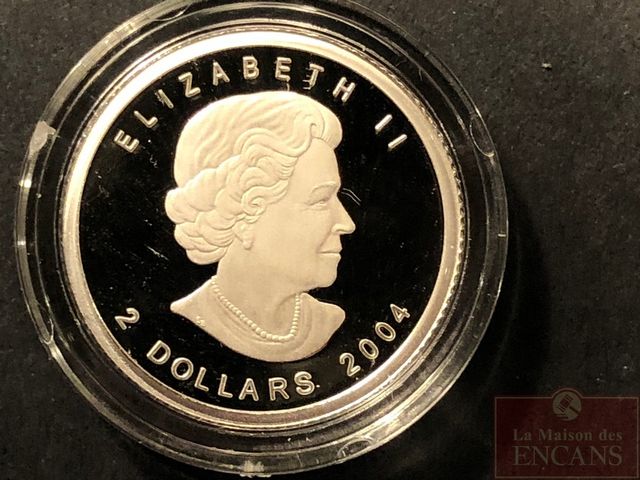 ELIZABETH II
2 DOLLARS 2004
La Maison des
ENCANS